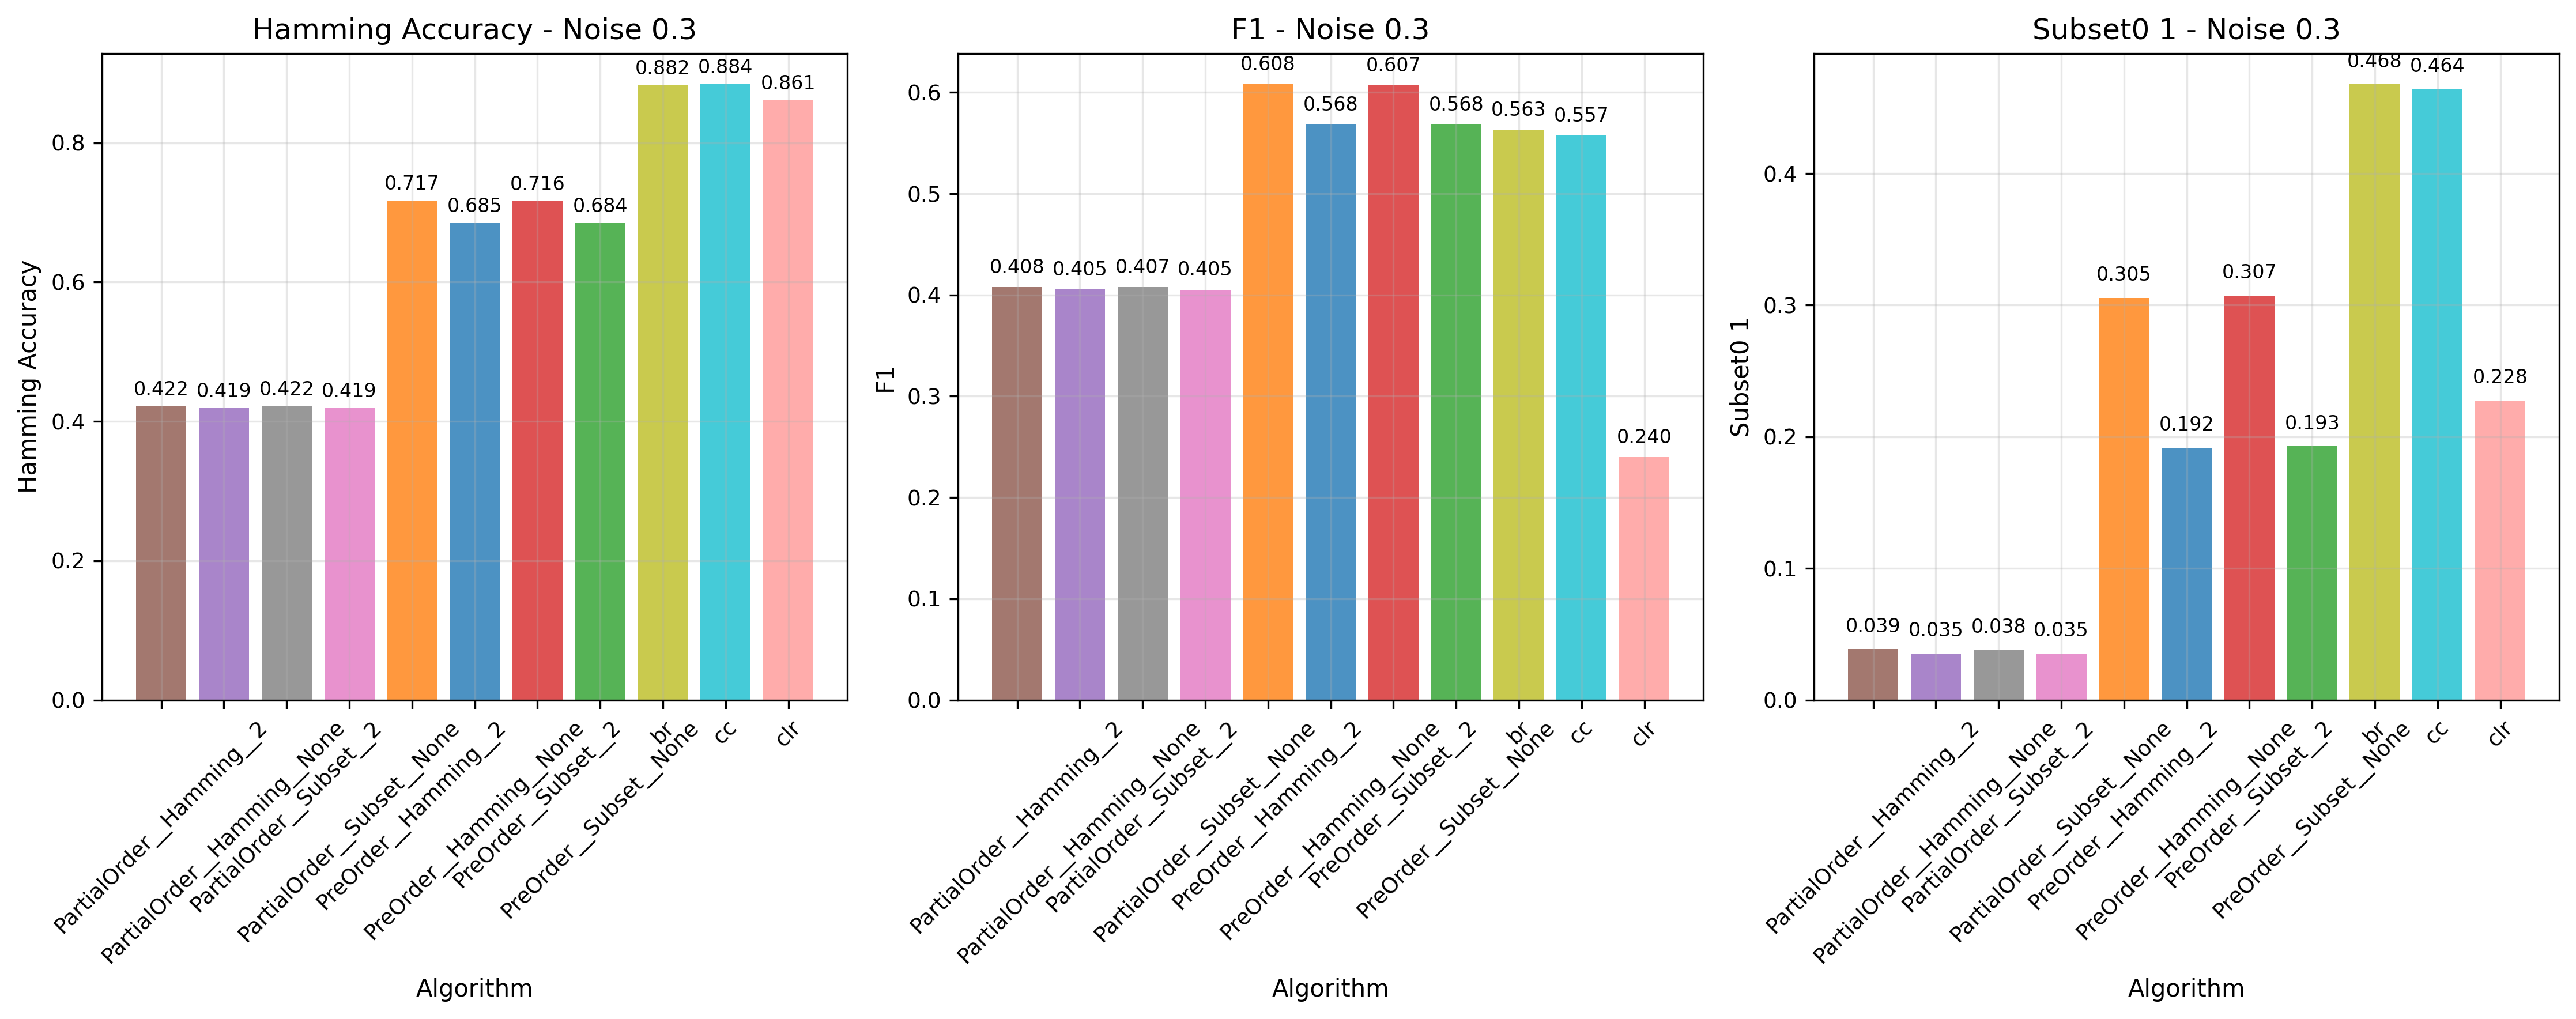 Hamming Accuracy - Noise 0.3
Hamming Accuracy
0.8
0.6
0.4
0.2
0.0
0.422
0.419
0.422
0.419
0.717
0.685
0.716
0.684
0.882
0.884
0.861
PartialOrder__Hamming__2
PartialOrder__Hamming__None
PartialOrder__Subset__2
PartialOrder__Subset__None
PreOrder__Hamming__2
PreOrder__Hamming__None
PreOrder__Subset__2
PreOrder__Subset__None
br
cc
clr
Algorithm
F1 - Noise 0.3
F1
0.6
0.5
0.4
0.3
0.2
0.1
0.0
0.408
0.405
0.407
0.405
0.608
0.568
0.607
0.568
0.563
0.557
0.240
PartialOrder__Hamming__2
PartialOrder__Hamming__None
PartialOrder__Subset__2
PartialOrder__Subset__None
PreOrder__Hamming__2
PreOrder__Hamming__None
PreOrder__Subset__2
PreOrder__Subset__None
br
cc
clr
Algorithm
Subset0 1 - Noise 0.3
Subset0 1
0.4
0.3
0.2
0.1
0.0
0.039
0.035
0.038
0.035
0.305
0.192
0.307
0.193
0.468
0.464
0.228
PartialOrder__Hamming__2
PartialOrder__Hamming__None
PartialOrder__Subset__2
PartialOrder__Subset__None
PreOrder__Hamming__2
PreOrder__Hamming__None
PreOrder__Subset__2
PreOrder__Subset__None
br
cc
clr
Algorithm